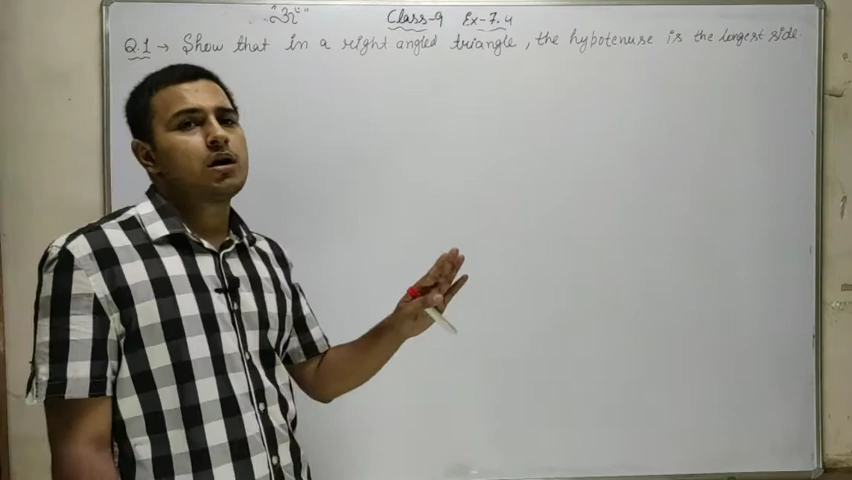 "ॐ"
Class-9 Ex-7.4
Q.1 → Show that in a right angled triangle, the hypotenuse is the longest side.